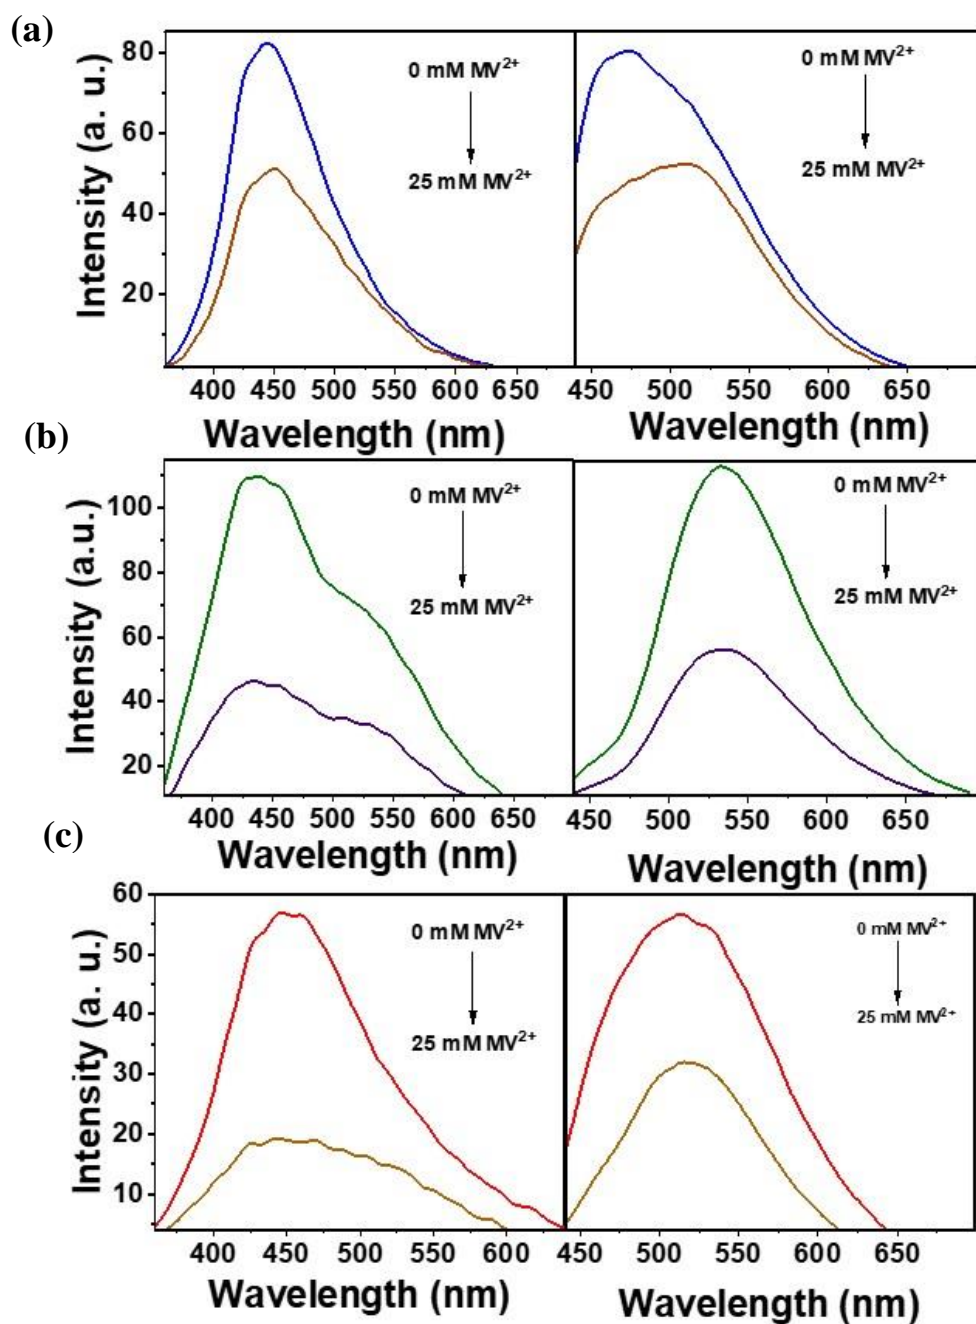 (a)
Intensity (a. u.)
80
60
40
20
0 mM MV²⁺
25 mM MV²⁺
0 mM MV²⁺
25 mM MV²⁺
400 450 500 550 600 650
450 500 550 600 650
Wavelength (nm)
Wavelength (nm)
(b)
Intensity (a.u.)
100
80
60
40
20
0 mM MV²⁺
25 mM MV²⁺
0 mM MV²⁺
25 mM MV²⁺
400 450 500 550 600 650
450 500 550 600 650
Wavelength (nm)
Wavelength (nm)
(c)
Intensity (a. u.)
60
50
40
30
20
10
0 mM MV²⁺
25 mM MV²⁺
0 mM MV²⁺
25 mM MV²⁺
400 450 500 550 600
450 500 550 600 650
Wavelength (nm)
Wavelength (nm)